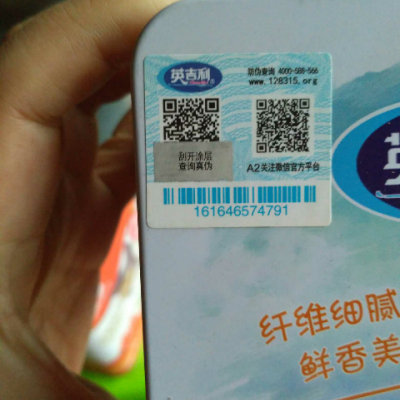 英吉利
防伪查询 4000-588-566
www.128315.org
刮开涂层
查询真伪
A2关注微信官方平台
161646574791
纤维细腻
鲜香美